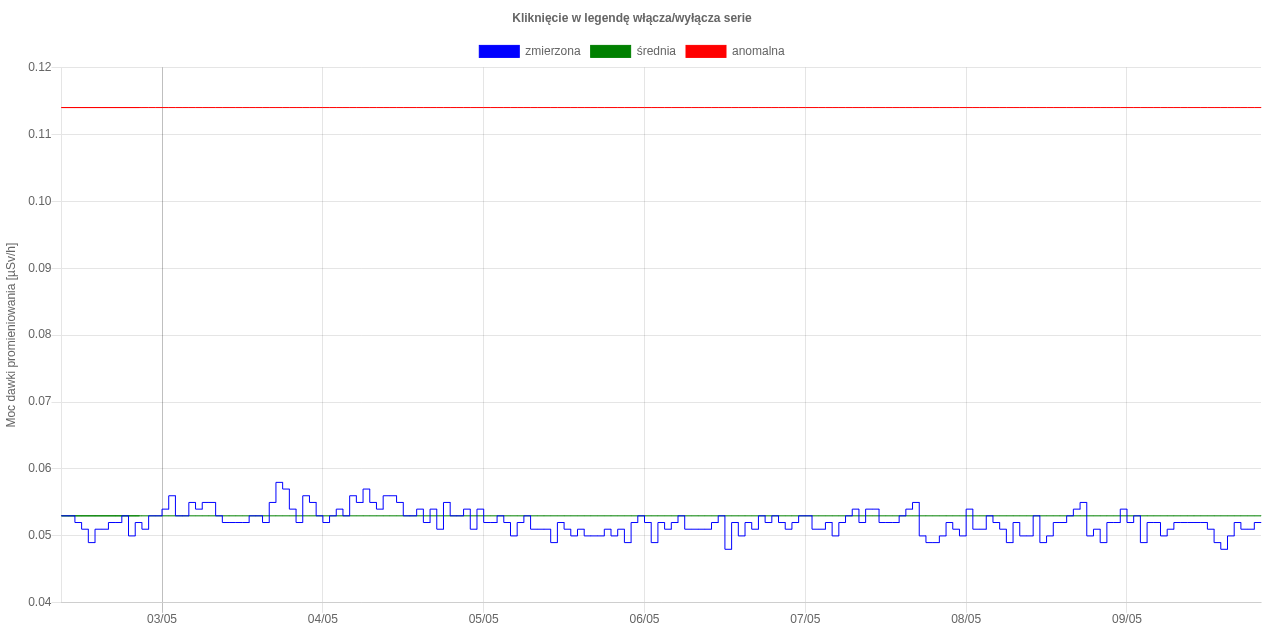 Kliknięcie w legendę włącza/wyłącza serie
zmierzona średnia anomalna
Moc dawki promieniowania [µSv/h]
0.12
0.11
0.10
0.09
0.08
0.07
0.06
0.05
0.04
03/05 04/05 05/05 06/05 07/05 08/05 09/05